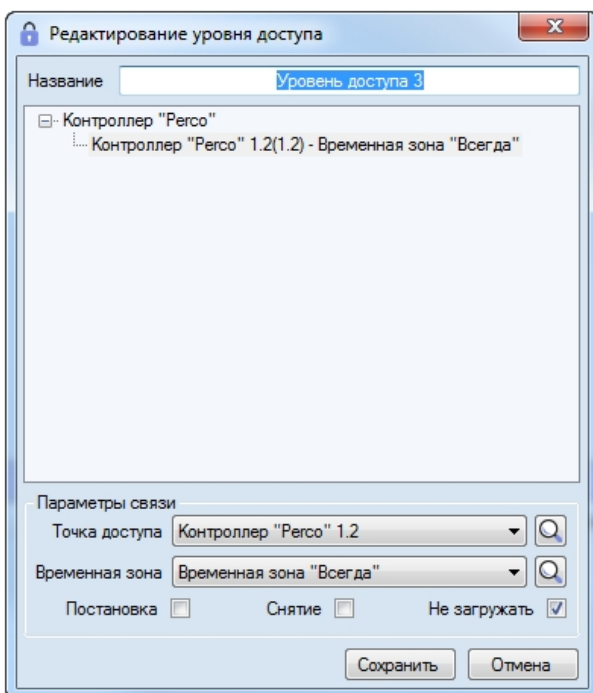 Редактирование уровня доступа
Название Уровень доступа 3
Контроллер "Perco"
Контроллер "Perco" 1.2(1.2) - Временная зона "Всегда"
Параметры связи
Точка доступа Контроллер "Perco" 1.2
Временная зона Временная зона "Всегда"
Постановка Снятие Не загружать
Сохранить Отмена